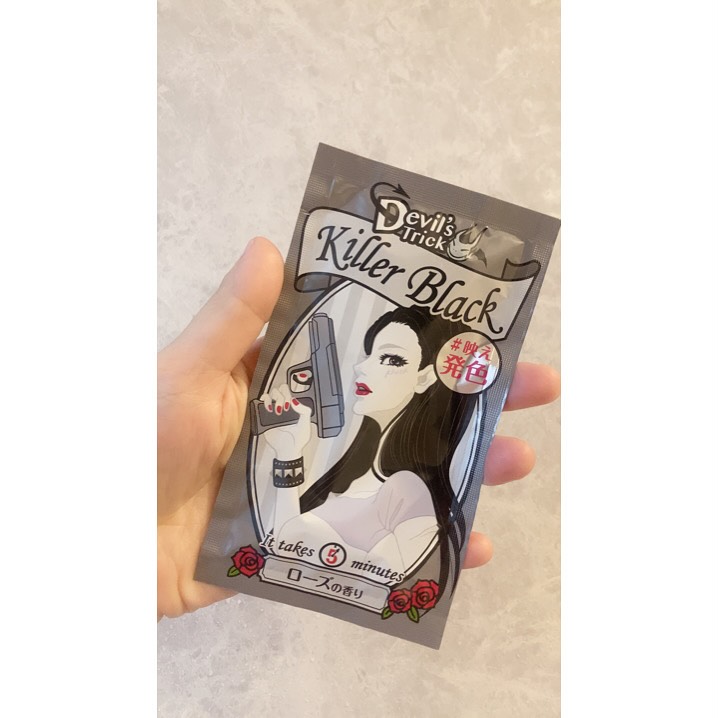 Devil's
Trick
Killer Black
#映え
発色
It takes 5 minutes
ローズの香り